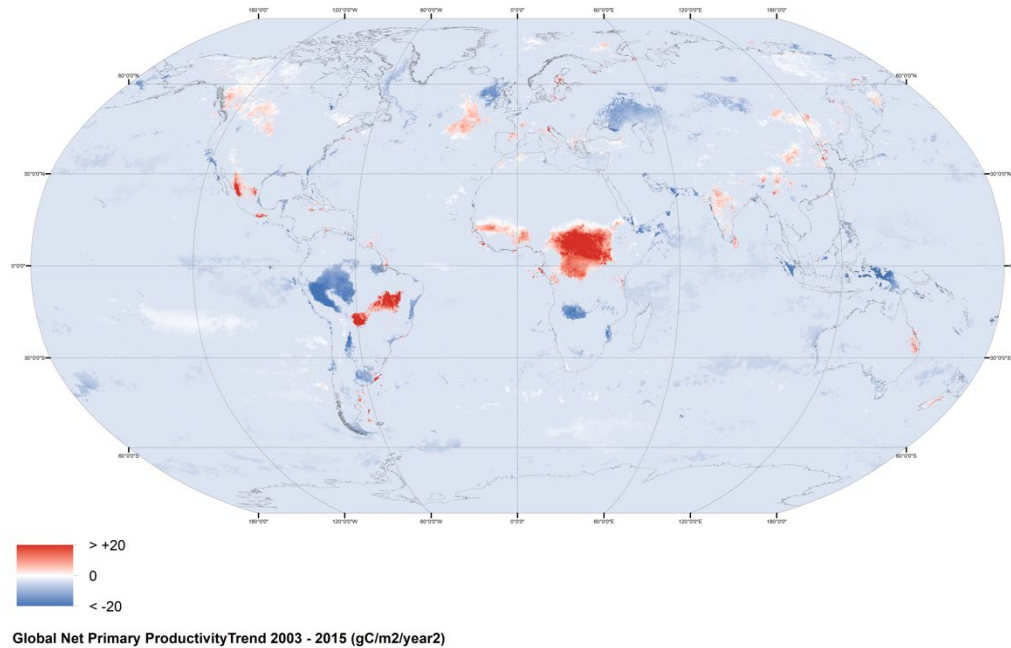 180°0'0" 120°0'0"W 60°0'0"W 0°0'0" 60°0'0"E 120°0'0"E 180°0'0"
60°0'0"N 60°0'0"N
30°0'0"N 30°0'0"N
0°0'0" 0°0'0"
30°0'0"S 30°0'0"S
60°0'0"S 60°0'0"S
180°0'0" 120°0'0"W 60°0'0"W 0°0'0" 60°0'0"E 120°0'0"E 180°0'0"
> +20
0
< -20
Global Net Primary ProductivityTrend 2003 - 2015 (gC/m2/year2)